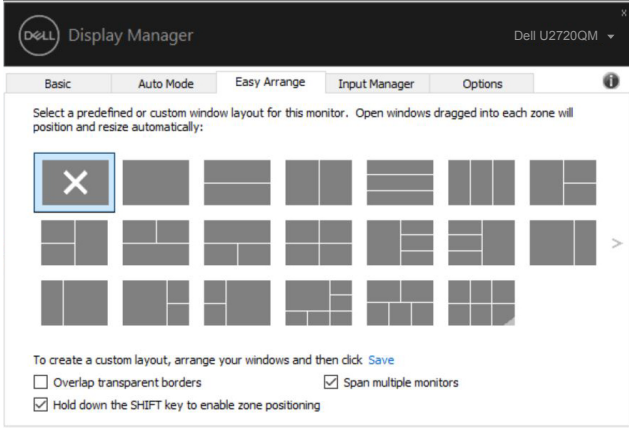 DELL Display Manager
x
Dell U2720QM
Basic Auto Mode Easy Arrange Input Manager Options
Select a predefined or custom window layout for this monitor. Open windows dragged into each zone will
position and resize automatically:
>
To create a custom layout, arrange your windows and then click Save
Overlap transparent borders
Span multiple monitors
Hold down the SHIFT key to enable zone positioning